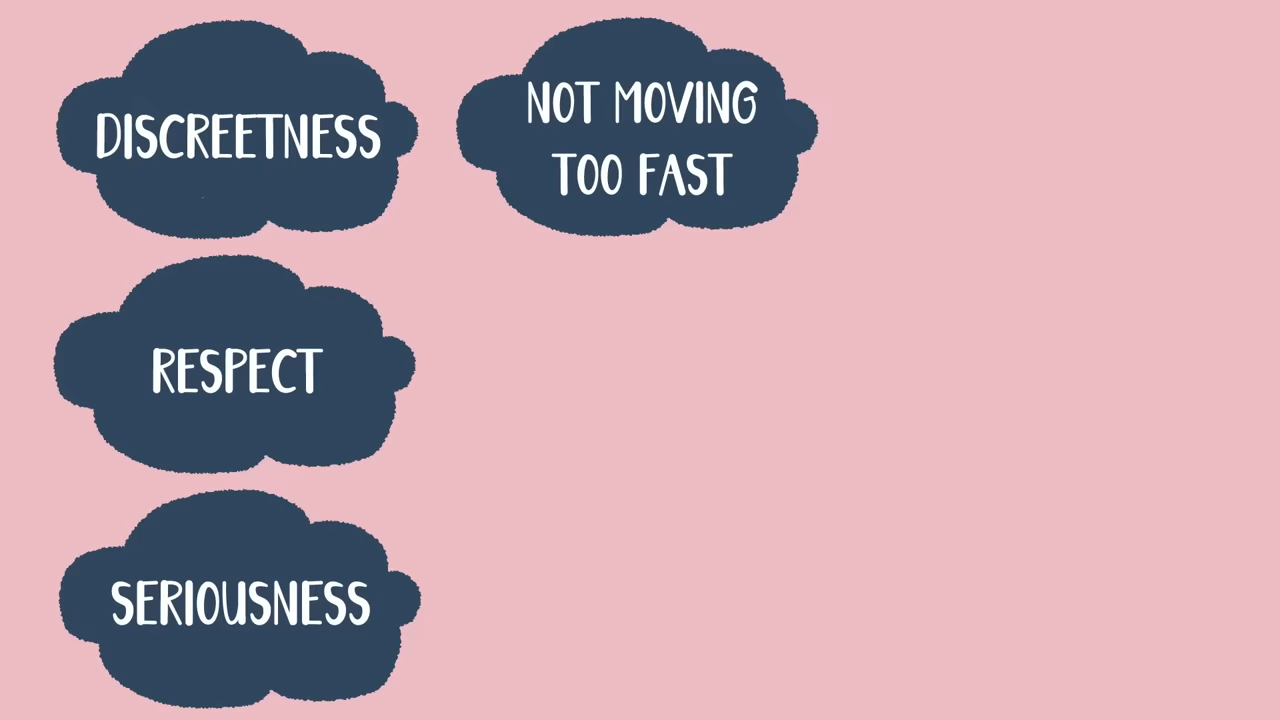 DISCREETNESS
RESPECT
SERIOUSNESS
NOT MOVING
TOO FAST